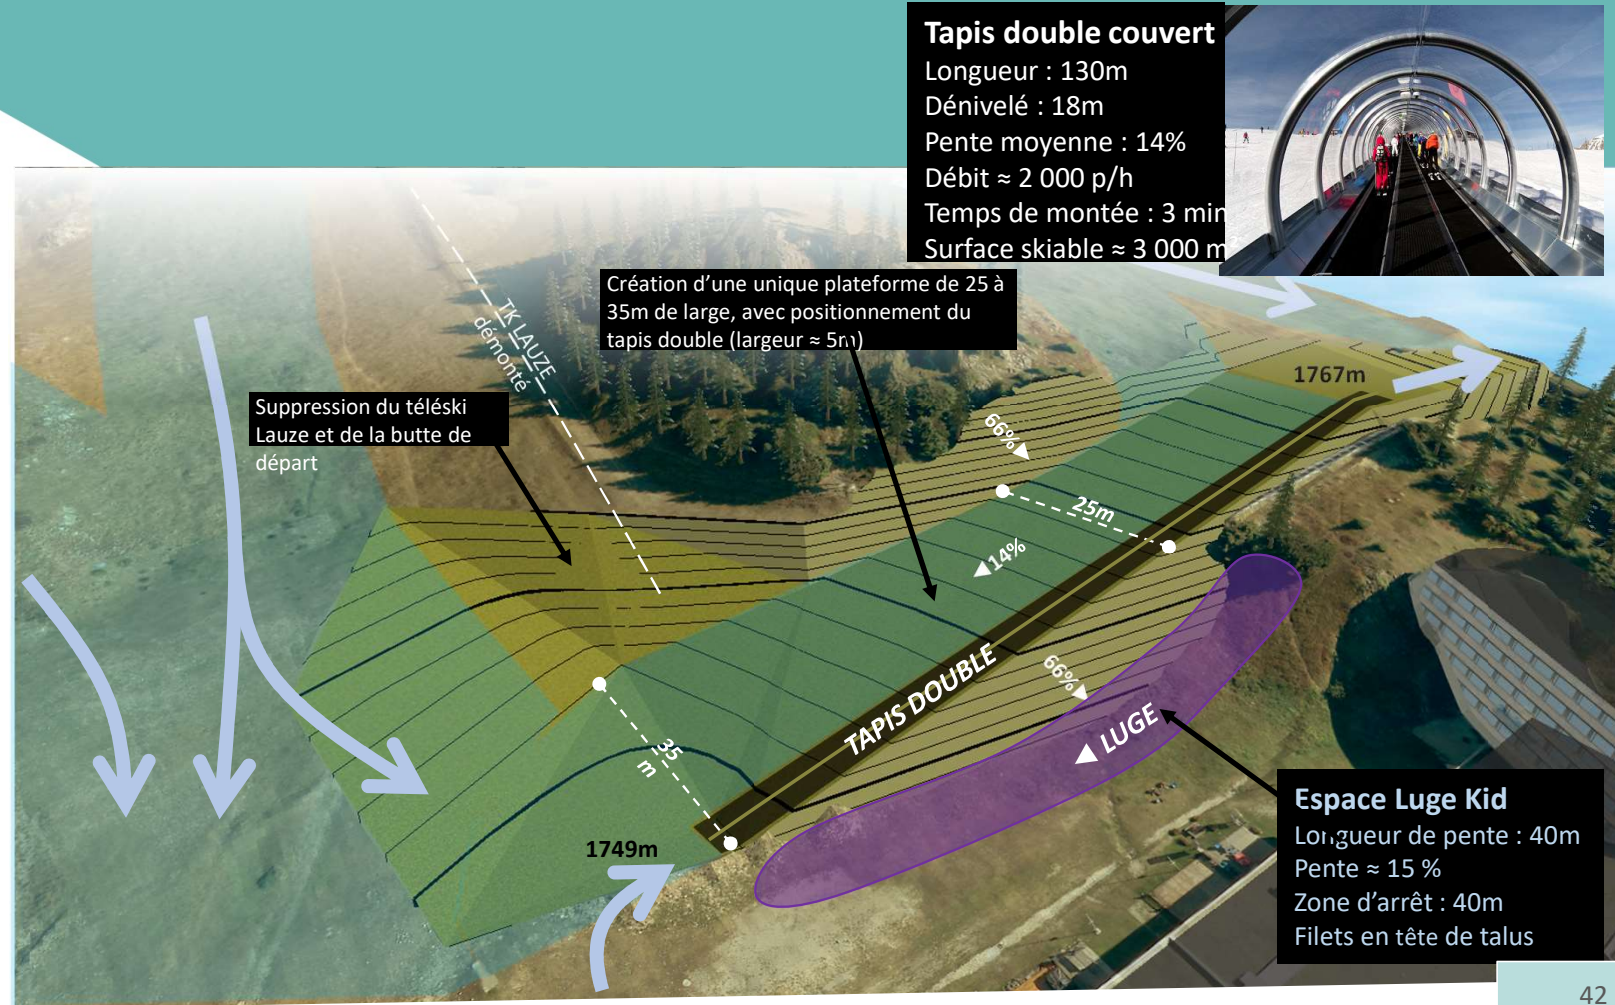 Tapis double couvert
Longueur : 130m
Dénivelé : 18m
Pente moyenne : 14%
Débit ≈ 2 000 p/h
Temps de montée : 3 min
Surface skiable ≈ 3 000 m²
Création d’une unique plateforme de 25 à
35m de large, avec positionnement du
tapis double (largeur ≈ 5m)
TK LAUZE
démonté
1767m
Suppression du téléski
Lauze et de la butte de
départ
66%
25m
14%
66%
TAPIS DOUBLE
LUGE
35
m
1749m
Espace Luge Kid
Longueur de pente : 40m
Pente ≈ 15 %
Zone d’arrêt : 40m
Filets en tête de talus
42